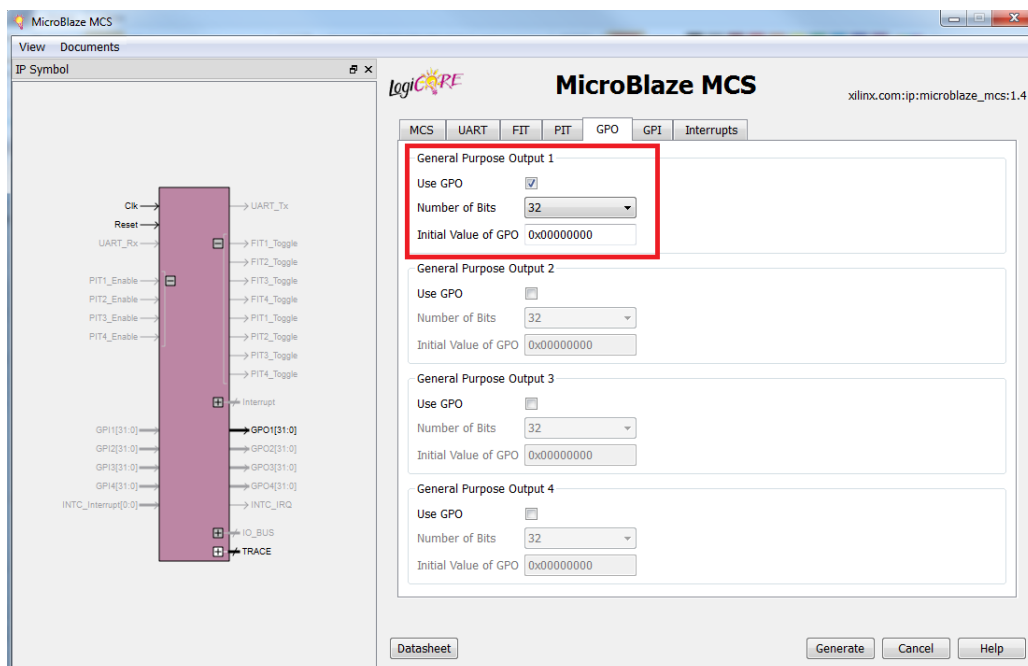 MicroBlaze MCS
View Documents
IP Symbol
Clk
Reset
UART_Rx
PIT1_Enable
PIT2_Enable
PIT3_Enable
PIT4_Enable
GPI1[31:0]
GPI2[31:0]
GPI3[31:0]
GPI4[31:0]
INTC_Interrupt[0:0]
UART_Tx
FIT1_Toggle
FIT2_Toggle
FIT3_Toggle
FIT4_Toggle
PIT1_Toggle
PIT2_Toggle
PIT3_Toggle
PIT4_Toggle
Interrupt
GPO1[31:0]
GPO2[31:0]
GPO3[31:0]
GPO4[31:0]
INTC_IRQ
IO_BUS
TRACE
LogiCORE
MicroBlaze MCS
xilinx.com:ip:microblaze_mcs:1.4
MCS UART FIT PIT GPO GPI Interrupts
General Purpose Output 1
Use GPO
Number of Bits 32
Initial Value of GPO 0x00000000
General Purpose Output 2
Use GPO
Number of Bits 32
Initial Value of GPO 0x00000000
General Purpose Output 3
Use GPO
Number of Bits 32
Initial Value of GPO 0x00000000
General Purpose Output 4
Use GPO
Number of Bits 32
Initial Value of GPO 0x00000000
Datasheet Generate Cancel Help